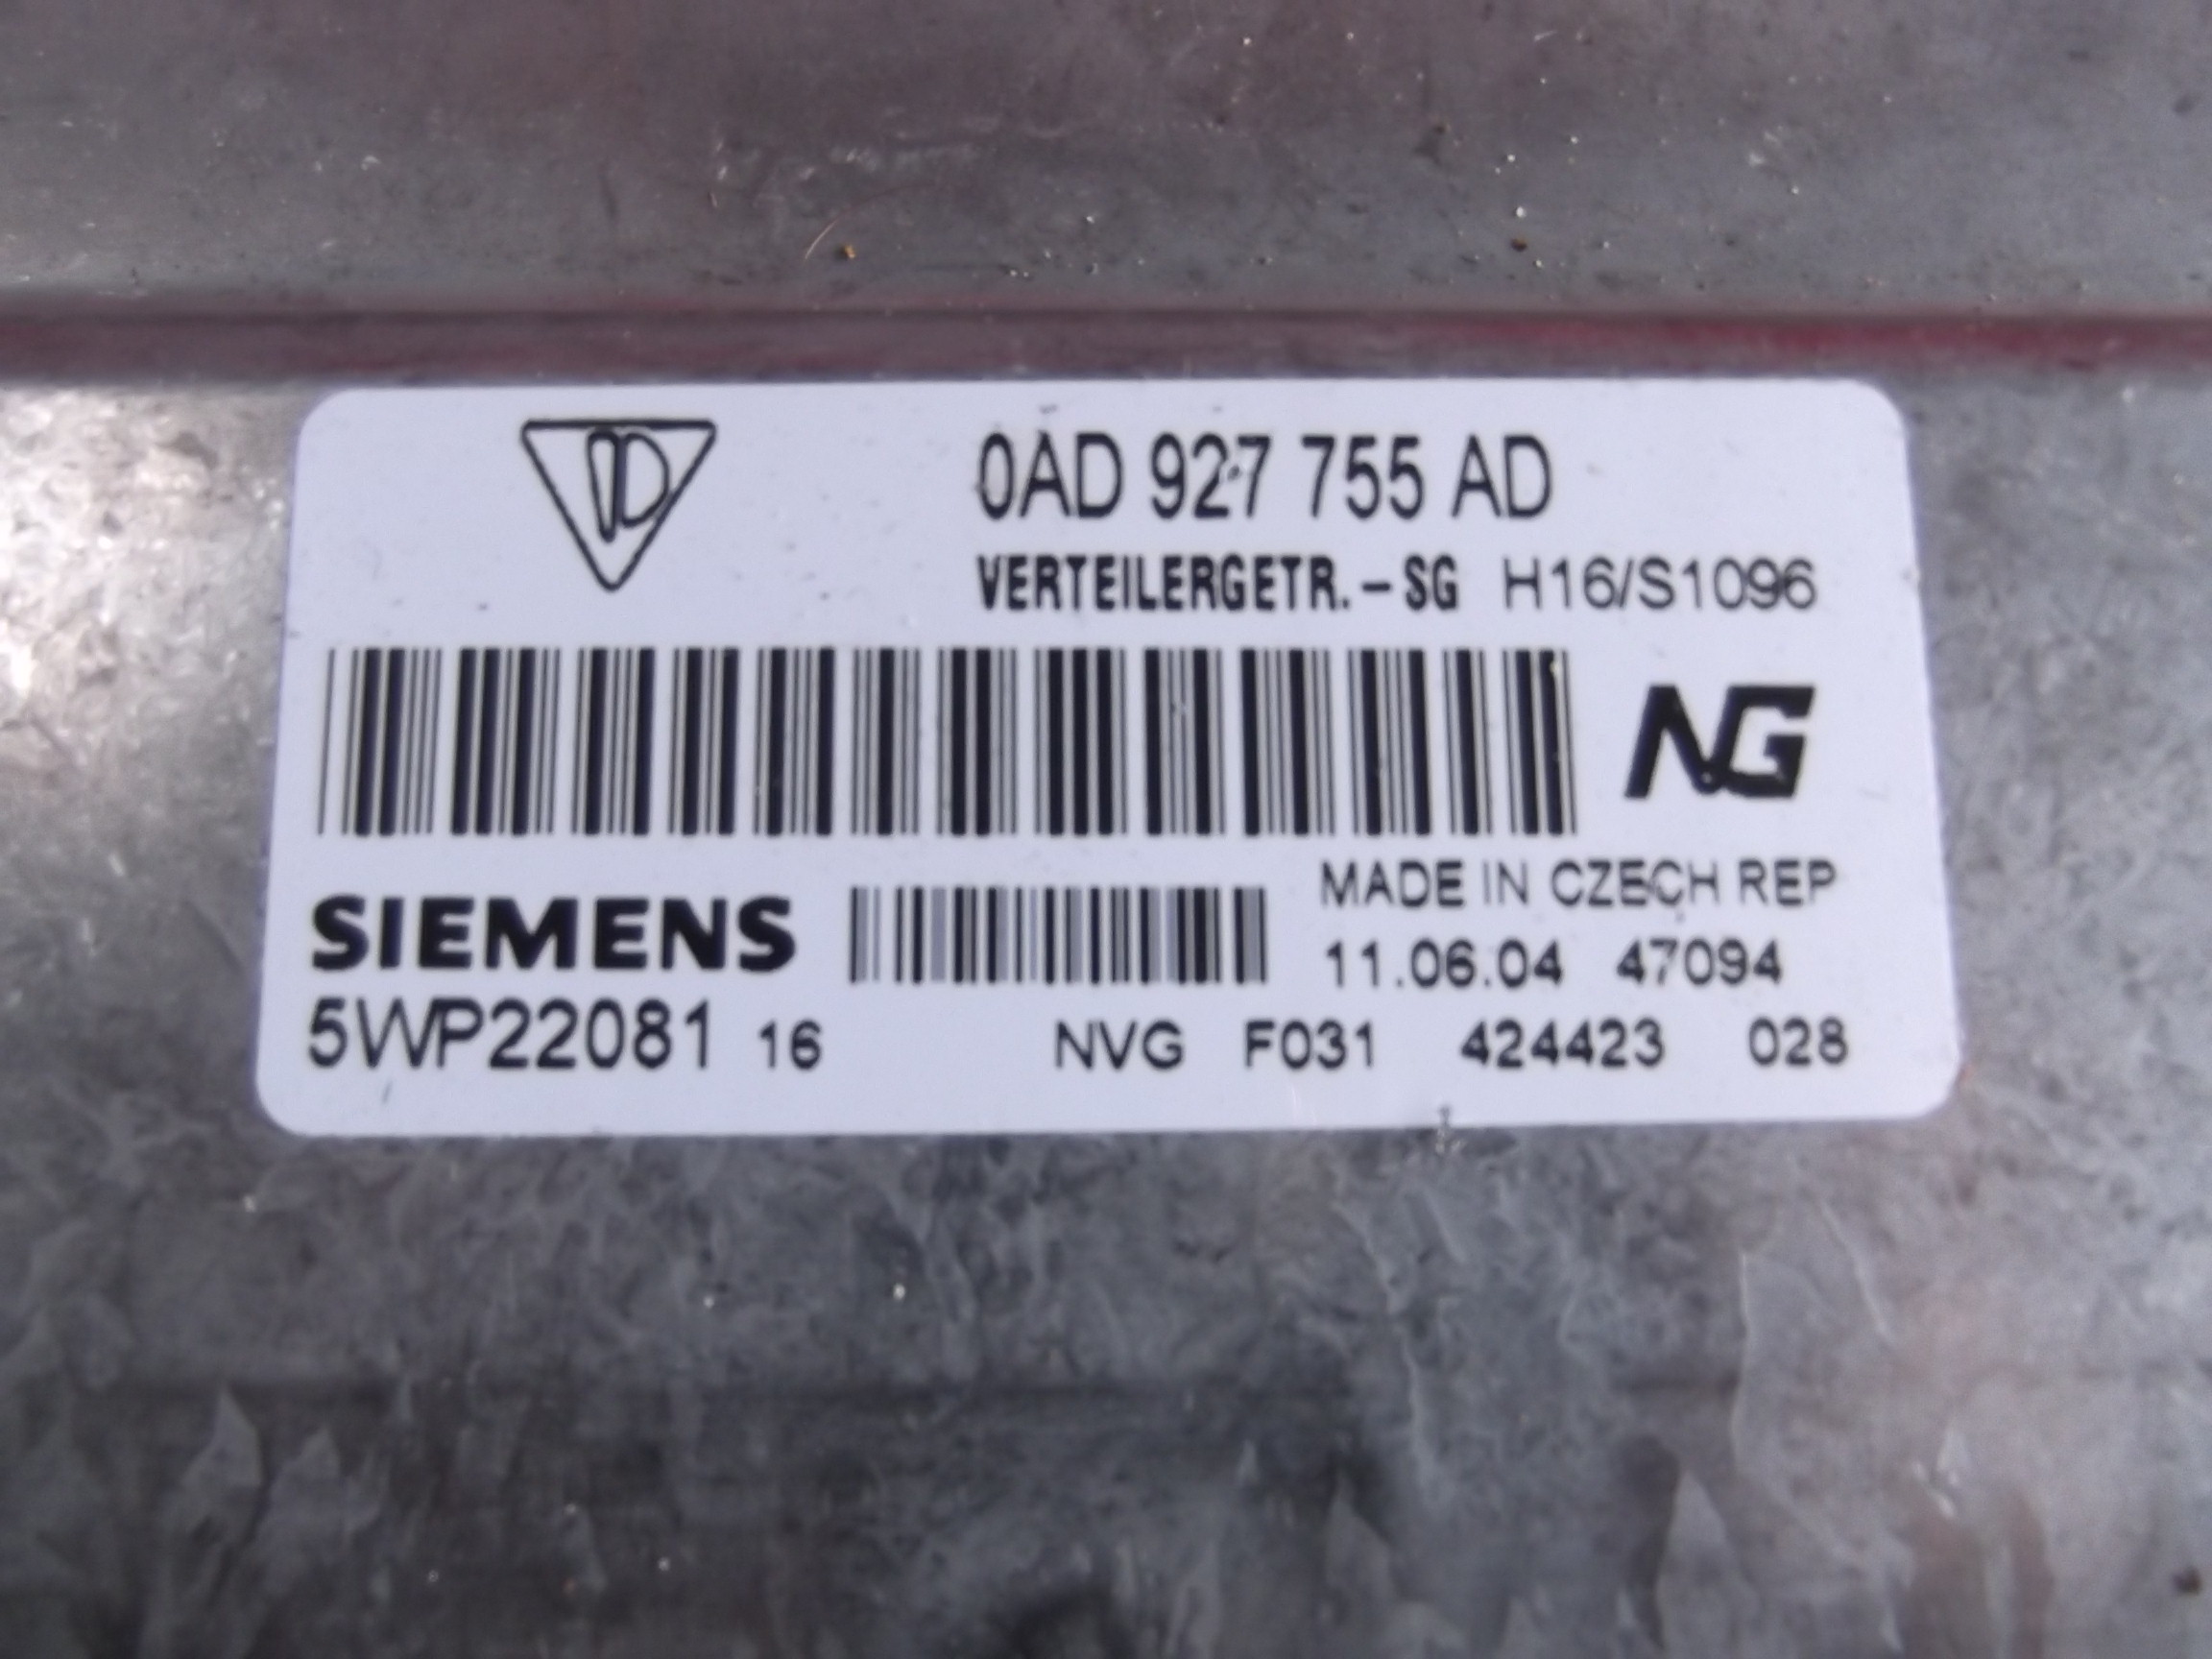 0AD 927 755 AD
VERTEILERGETR.-SG H16/S1096
NG
SIEMENS
MADE IN CZECH REP
11.06.04 47094
5WP22081 16 NVG F031 424423 028